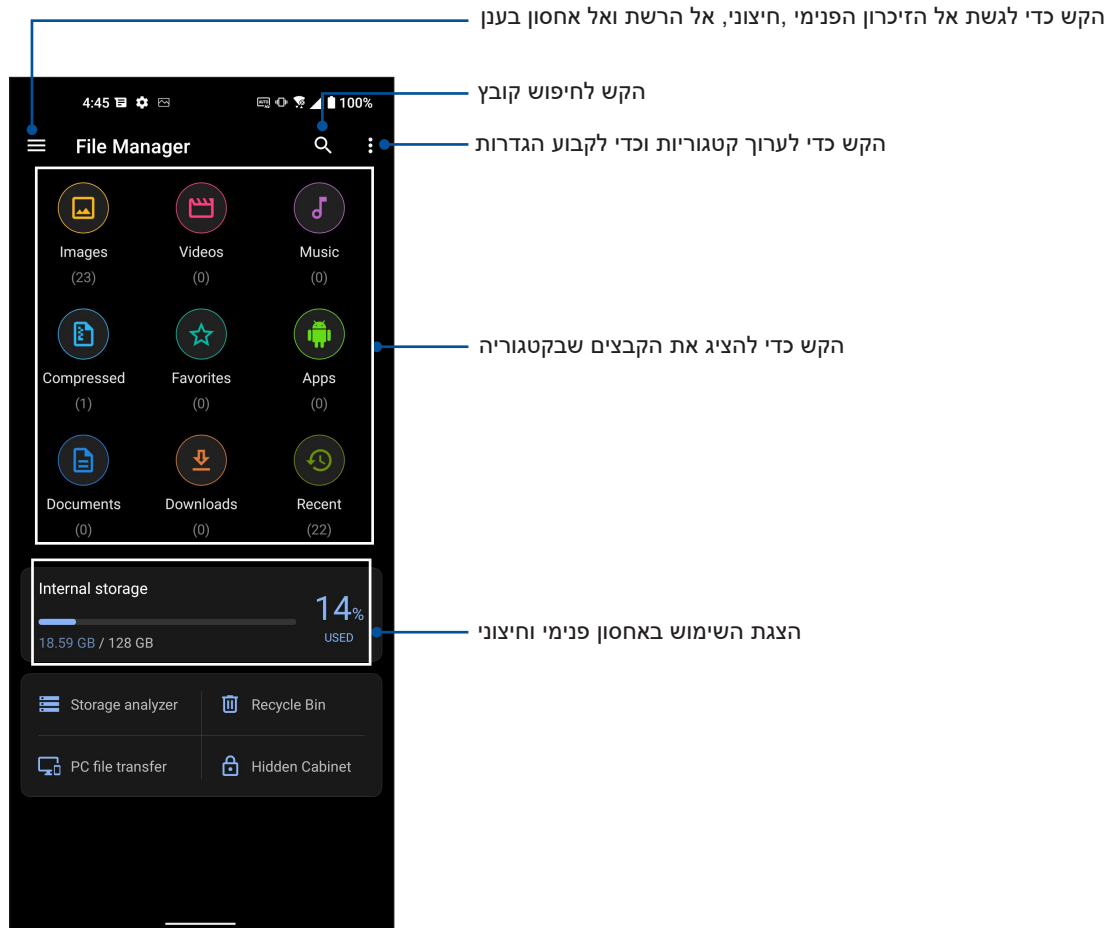 הקש כדי לגשת אל הזיכרון הפנימי ,חיצוני, אל הרשת ואל אחסון בענן
הקש לחיפוש קובץ
הקש כדי לערוך קטגוריות וכדי לקבוע הגדרות
4:45 100%
File Manager
Images Videos Music
(23) (0) (0)
הקש כדי להציג את הקבצים שבקטגוריה
Compressed Favorites Apps
(1) (0) (0)
Documents Downloads Recent
(0) (0) (22)
Internal storage
14%
18.59 GB / 128 GB USED
הצגת השימוש באחסון פנימי וחיצוני
Storage analyzer Recycle Bin
PC file transfer Hidden Cabinet